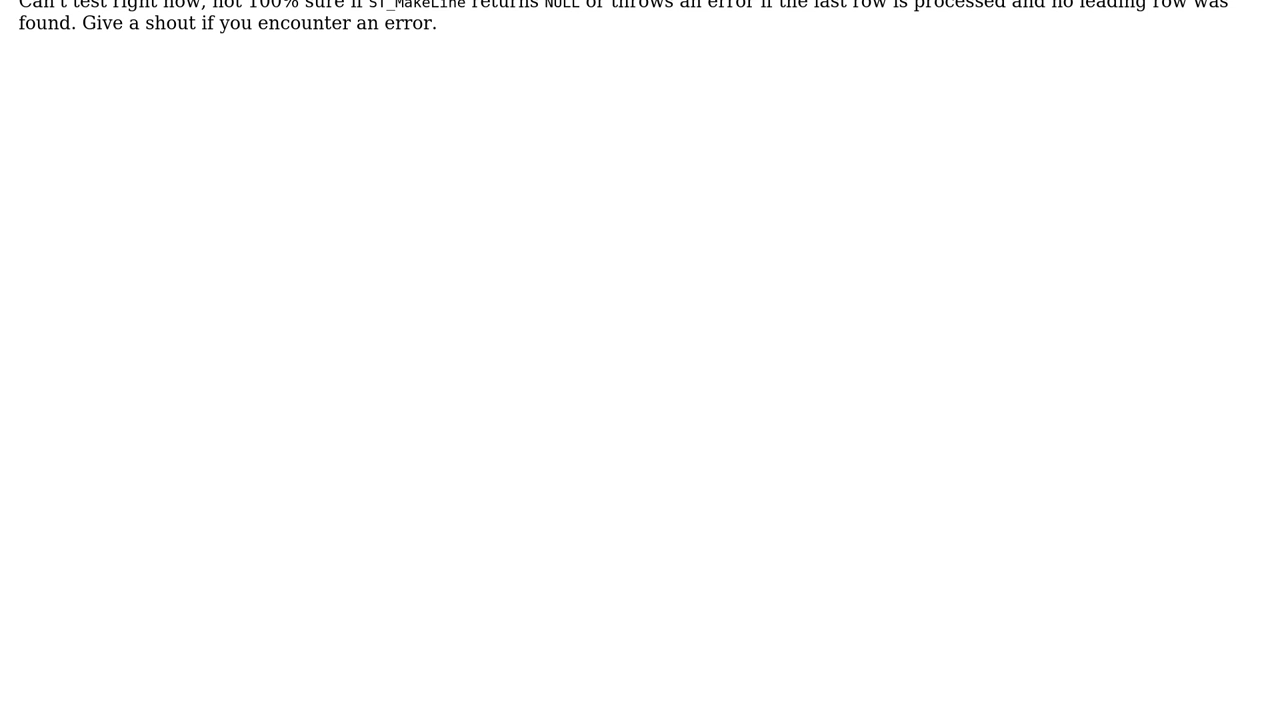 Can't test right now, not 100% sure if ST_MakeLine returns NULL or throws an error if the last row is processed and no leading row was
found. Give a shout if you encounter an error.